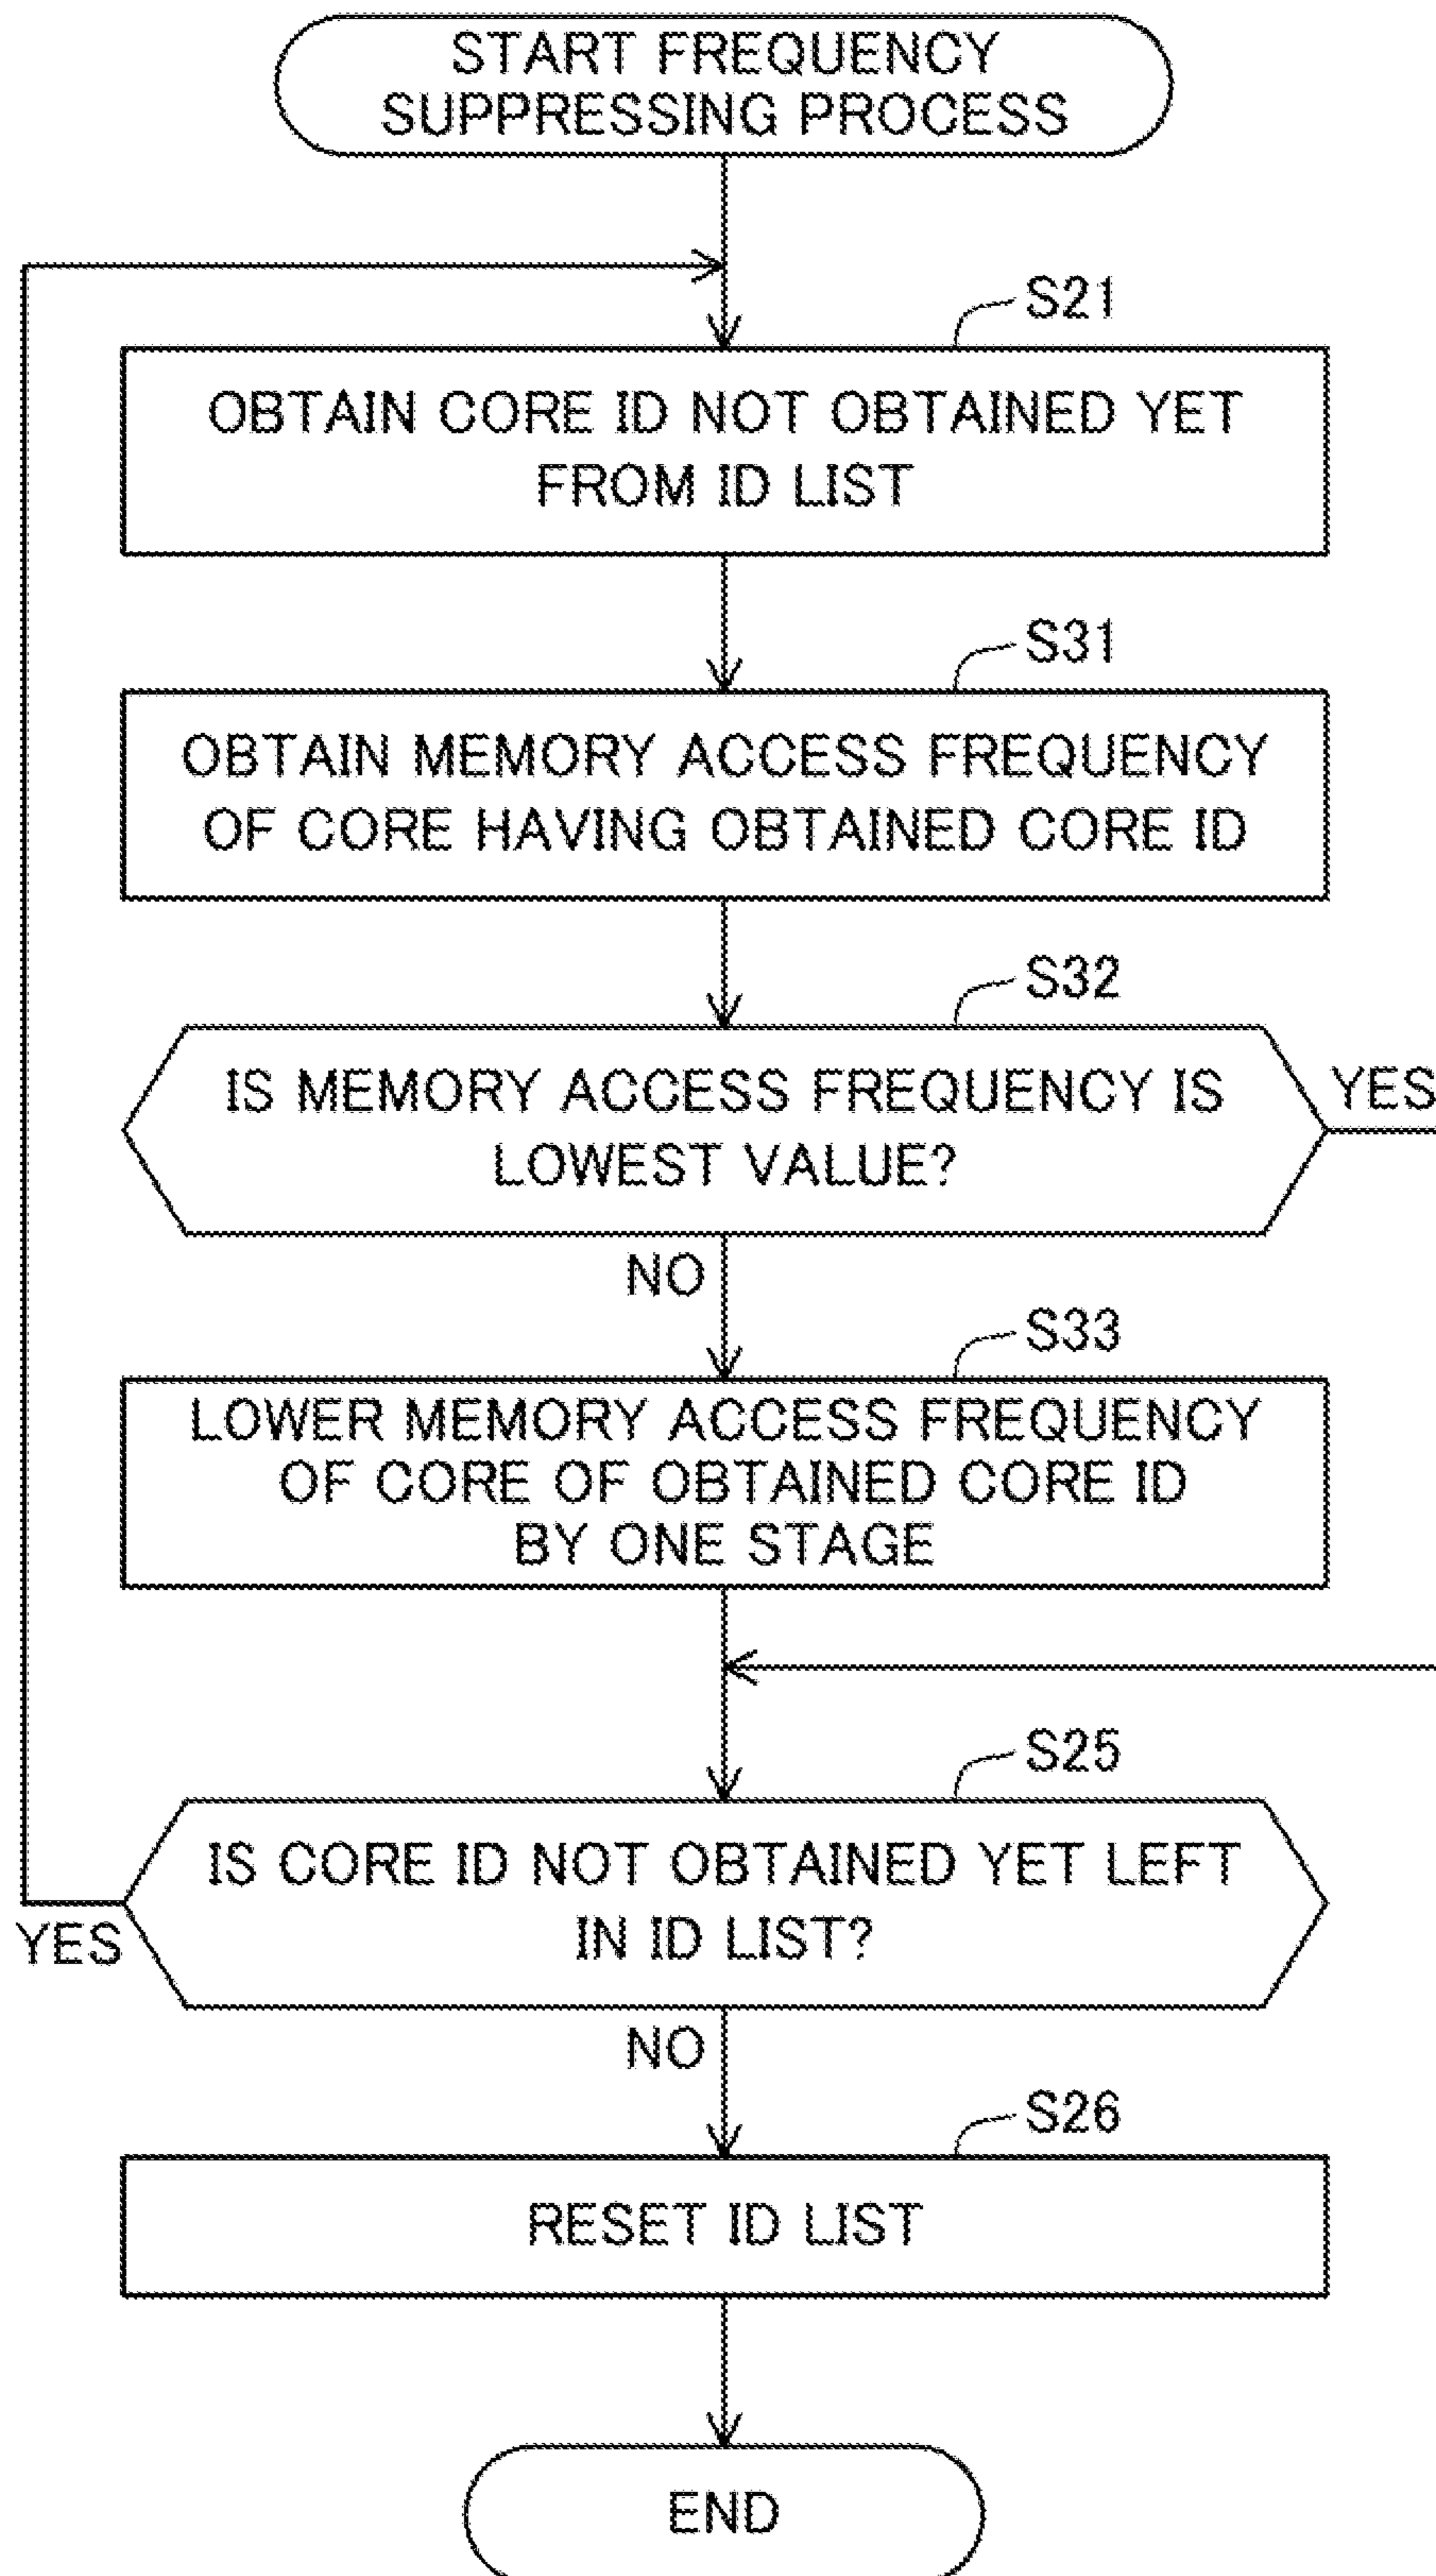 START FREQUENCY
SUPPRESSING PROCESS
S21
OBTAIN CORE ID NOT OBTAINED YET
FROM ID LIST
S31
OBTAIN MEMORY ACCESS FREQUENCY
OF CORE HAVING OBTAINED CORE ID
S32
IS MEMORY ACCESS FREQUENCY IS
LOWEST VALUE?
YES
NO
S33
LOWER MEMORY ACCESS FREQUENCY
OF CORE OF OBTAINED CORE ID
BY ONE STAGE
S25
IS CORE ID NOT OBTAINED YET LEFT
IN ID LIST?
YES
NO
S26
RESET ID LIST
END